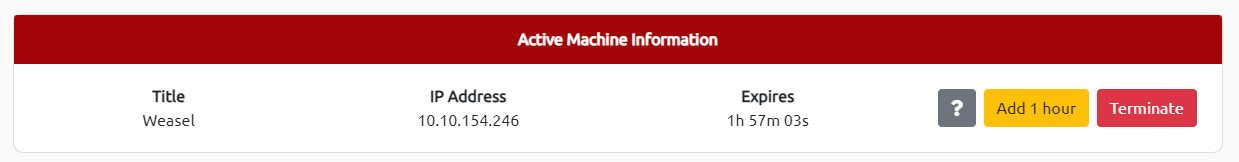 Active Machine Information
Title
IP Address
Expires
Weasel
10.10.154.246
1h 57m 03s
?
Add 1 hour
Terminate